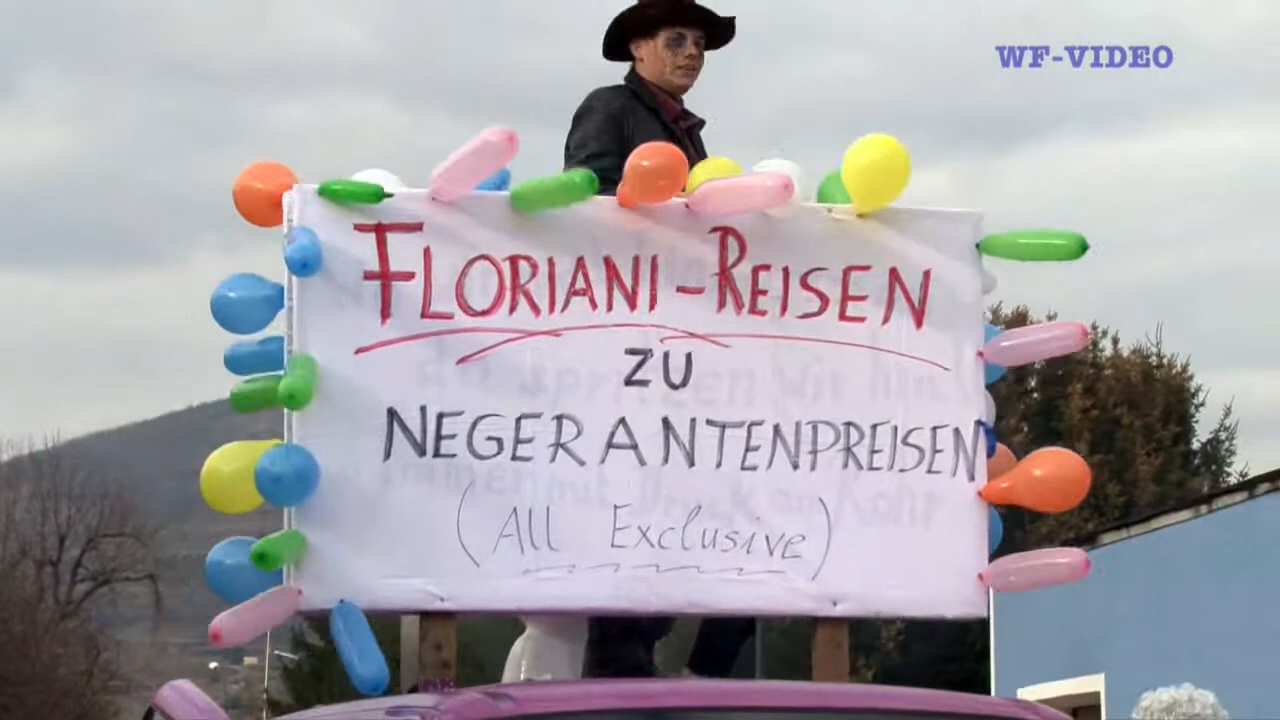 WF-VIDEO
FLORIANI-REISEN
ZU
NEGERANTENPREISEN
(All Exclusive)